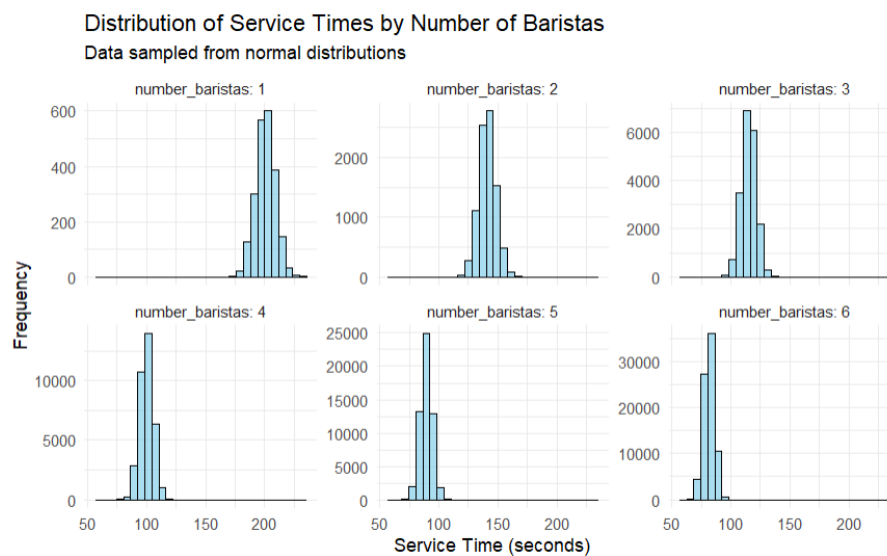 Distribution of Service Times by Number of Baristas
Data sampled from normal distributions
number_baristas: 1
number_baristas: 2
number_baristas: 3
600
400
200
0
2000
1000
0
6000
4000
2000
0
Frequency
number_baristas: 4
number_baristas: 5
number_baristas: 6
10000
5000
0
25000
20000
15000
10000
5000
0
30000
20000
10000
0
50 100 150 200
50 100 150 200
50 100 150 200
Service Time (seconds)